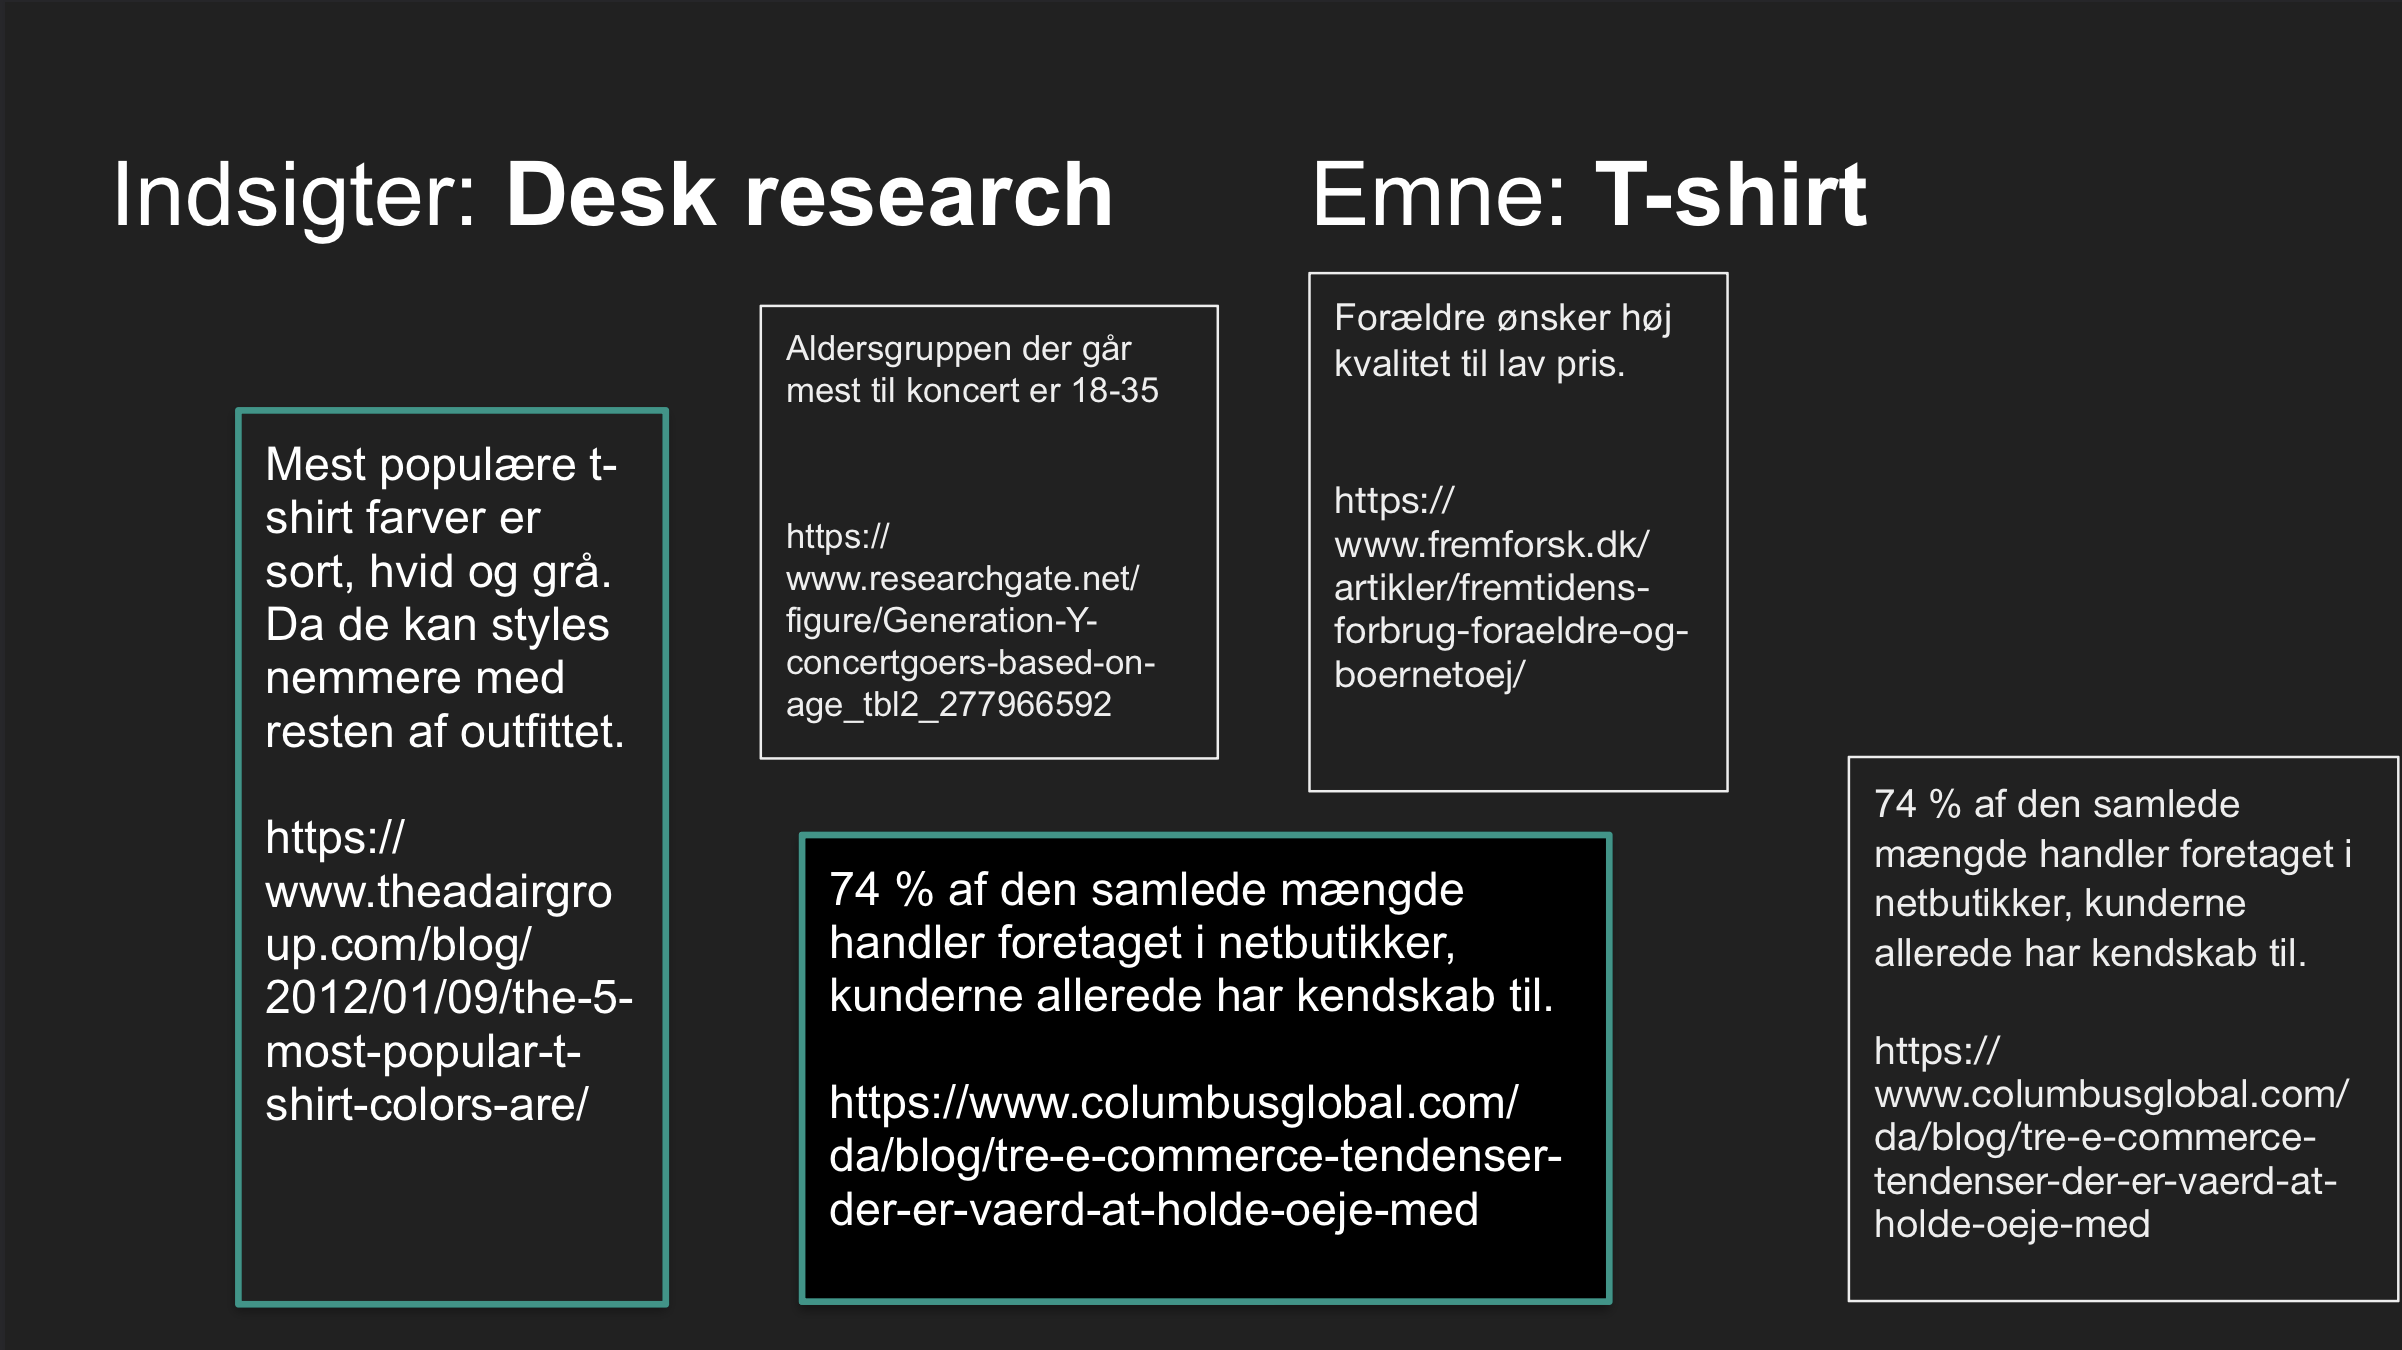 Indsigter: Desk research
Emne: T-shirt
Mest populære t-
shirt farver er
sort, hvid og grå.
Da de kan styles
nemmere med
resten af outfittet.
https://
www.theadairgro
up.com/blog/
2012/01/09/the-5-
most-popular-t-
shirt-colors-are/
Aldersgruppen der går
mest til koncert er 18-35
https://
www.researchgate.net/
figure/Generation-Y-
concertgoers-based-on-
age_tbl2_277966592
Forældre ønsker høj
kvalitet til lav pris.
https://
www.fremforsk.dk/
artikler/fremtidens-
forbrug-foraeldre-og-
boernetoej/
74 % af den samlede mængde
handler foretaget i netbutikker,
kunderne allerede har kendskab til.
https://www.columbusglobal.com/
da/blog/tre-e-commerce-tendenser-
der-er-vaerd-at-holde-oeje-med
74 % af den samlede
mængde handler foretaget i
netbutikker, kunderne
allerede har kendskab til.
https://
www.columbusglobal.com/
da/blog/tre-e-commerce-
tendenser-der-er-vaerd-at-
holde-oeje-med